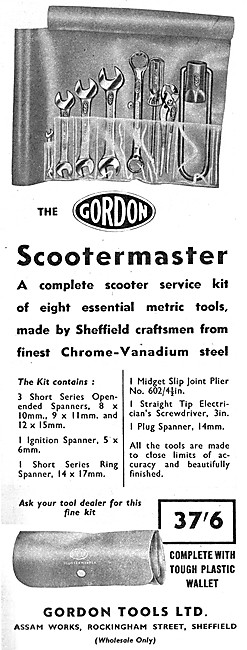 THE GORDON
Scootermaster
A complete scooter service kit
of eight essential metric tools,
made by Sheffield craftsmen from
finest Chrome-Vanadium steel
The Kit contains :
3 Short Series Open-
ended Spanners, 8 x
10mm., 9 x 11mm. and
12 x 15mm.
1 Ignition Spanner, 5 x
6mm.
1 Short Series Ring
Spanner, 14 x 17mm.
1 Midget Slip Joint Plier
No. 602/4½in.
1 Straight Tip Electri-
cian's Screwdriver, 3in.
1 Plug Spanner, 14mm.
All the tools are made
to close limits of ac-
curacy and beautifully
finished.
Ask your tool dealer for this
fine kit
37'6
COMPLETE WITH
TOUGH PLASTIC
WALLET
GORDON TOOLS LTD.
ASSAM WORKS, ROCKINGHAM STREET, SHEFFIELD
(Wholesale Only)